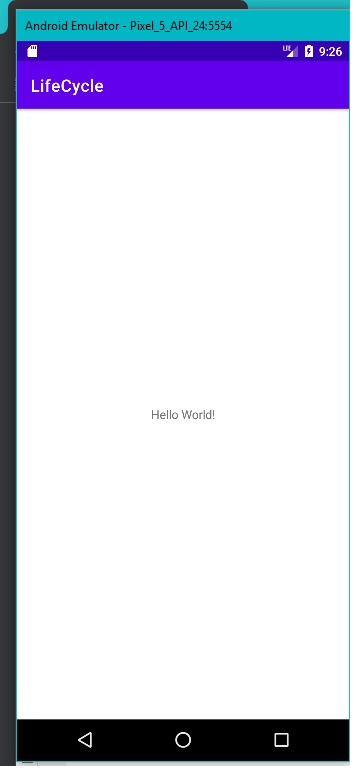 Android Emulator - Pixel_5_API_24:5554
LTE 9:26
LifeCycle
Hello World!